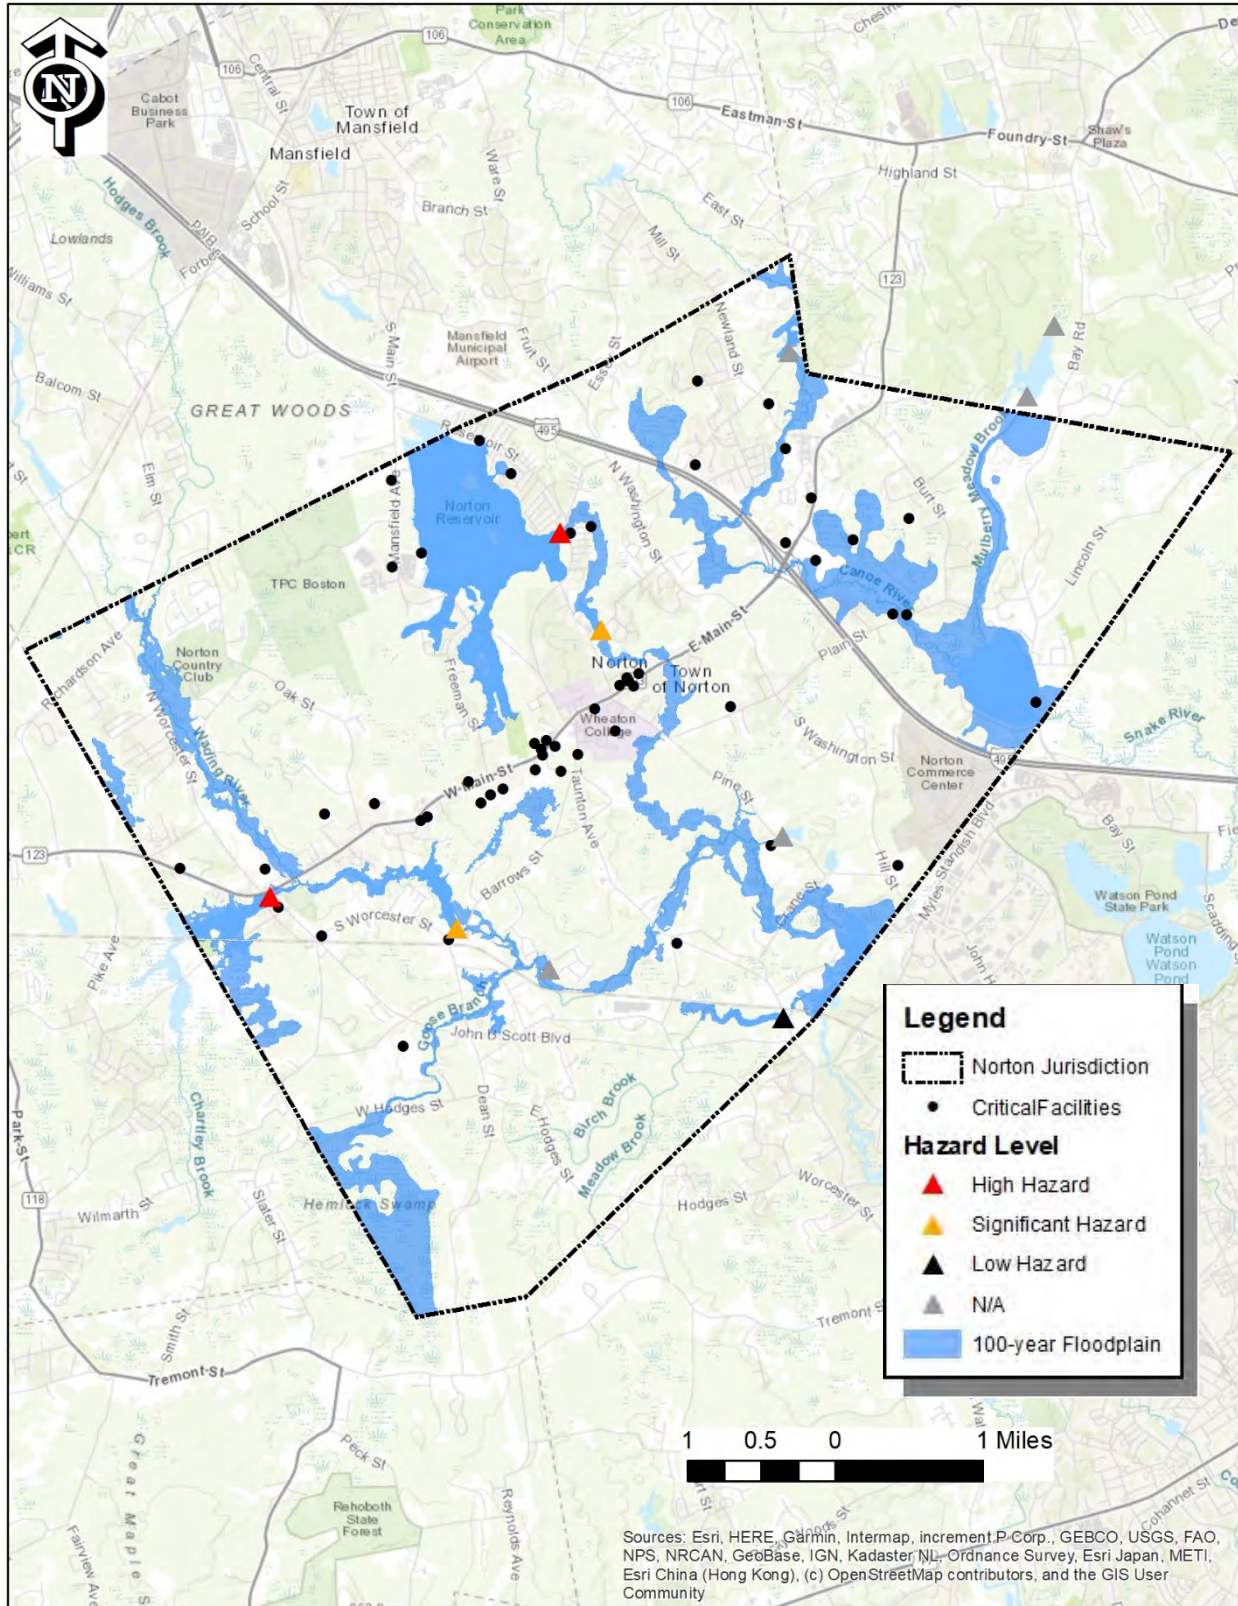 N
Park
Conservation
Area
106
106
106
Central St
Cabot
Business
Park
Town of
Mansfield
Mansfield
Eastman-St
Foundry-St
Shaw's
Plaza
Highland St
Ware St
Branch St
School St
East St
Mill St
Hodges Brook
Lowlands
Forbes Blvd
Williams St
123
Newland St
Bay Rd
S Main St
Mansfield
Municipal
Airport
Fruit St
Essex St
Balcom St
GREAT WOODS
495
Reservoir St
Elm St
N Washington St
Burt St
Mulberry Meadow Brook
Lincoln St
Norton
Reservoir
Mansfield Ave
TPC Boston
Canoe River
Plain St
E-Main-St
Richardson Ave
Norton
Country
Club
Oak St
Freeman St
Norton
Town
of Norton
Wheaton
College
N Worcester St
Wading River
S Washington St
Snake River
495
Norton
Commerce
Center
W-Main-St
Taunton Ave
Pine St
Myles Standish Blvd
Bay St
123
Barrows St
Hill St
Crane St
Watson Pond
State Park
Watson
Pond
Watson
Pond
S Worcester St
Pike Ave
John H
Goose Branch
John B Scott Blvd
W Hodges St
Dean St
E Hodges St
Birch Brook
Meadow Brook
Chartley Brook
Park-St
118
Wilmarth St
Slater St
Hemlock Swamp
Hodges St
Worcester St
Tremont S
Smith St
Tremont-St
Great Maple S
Peck St
Rehoboth
State
Forest
Reynolds Ave
Fairview Ave
Cohannet St
Legend
Norton Jurisdiction
CriticalFacilities
Hazard Level
High Hazard
Significant Hazard
Low Hazard
N/A
100-year Floodplain
1 0.5 0 1 Miles
Sources: Esri, HERE, Garmin, Intermap, increment P Corp., GEBCO, USGS, FAO,
NPS, NRCAN, GeoBase, IGN, Kadaster NL, Ordnance Survey, Esri Japan, METI,
Esri China (Hong Kong), (c) OpenStreetMap contributors, and the GIS User
Community